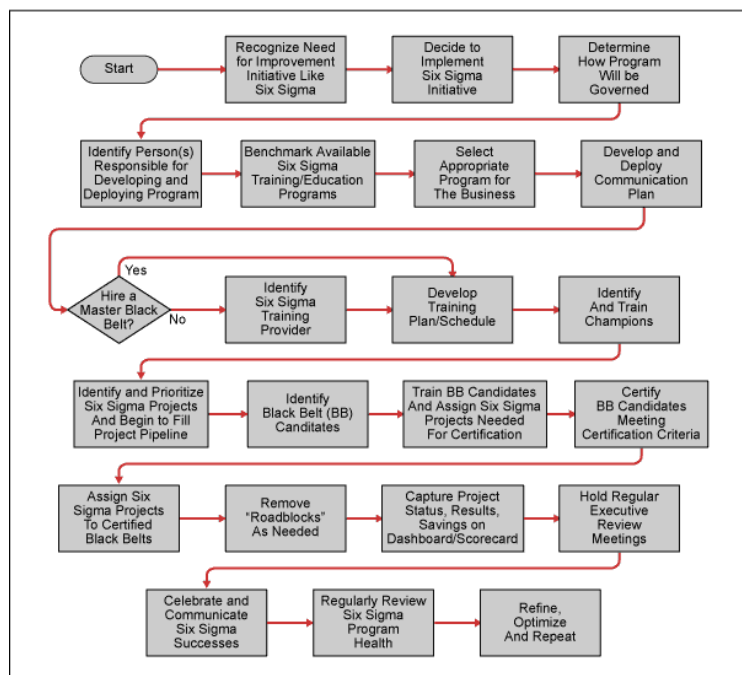 Start
Recognize Need
for Improvement
Initiative Like
Six Sigma
Decide to
Implement
Six Sigma
Initiative
Determine
How Program
Will be
Governed
Identify Person(s)
Responsible for
Developing and
Deploying Program
Benchmark Available
Six Sigma
Training/Education
Programs
Select
Appropriate
Program for
The Business
Develop and
Deploy
Communication
Plan
Hire a
Master Black
Belt?
Yes
No
Identify
Six Sigma
Training
Provider
Develop
Training
Plan/Schedule
Identify
And Train
Champions
Identify and Prioritize
Six Sigma Projects
And Begin to Fill
Project Pipeline
Identify
Black Belt (BB)
Canditates
Train BB Candidates
And Assign Six Sigma
Projects Needed
For Certification
Certify
BB Candidates
Meeting
Certification Criteria
Assign Six
Sigma Projects
To Certified
Black Belts
Remove
“Roadblocks”
As Needed
Capture Project
Status, Results,
Savings on
Dashboard/Scorecard
Hold Regular
Executive
Review
Meetings
Celebrate and
Communicate
Six Sigma
Successes
Regularly Review
Six Sigma
Program
Health
Refine,
Optimize
And Repeat